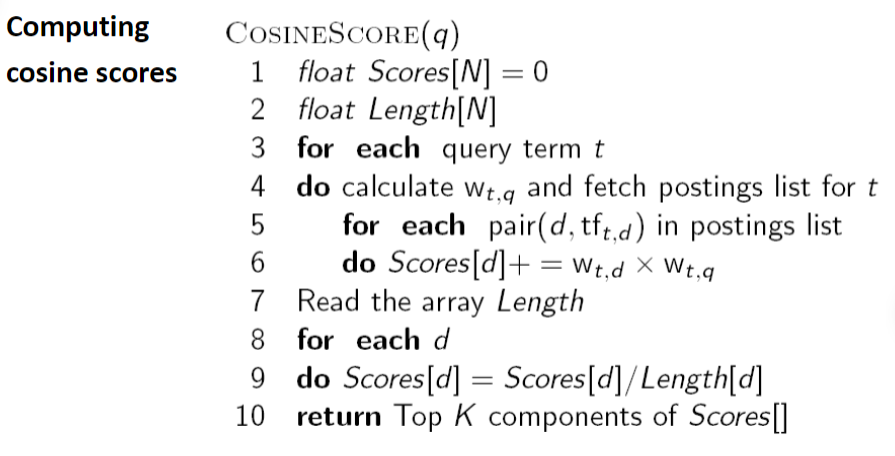 Computing
cosine scores
COSINESCORE(q)
1 float Scores[N] = 0
2 float Length[N]
3 for each query term t
4 do calculate w_{t,q} and fetch postings list for t
5 for each pair(d, tf_{t,d}) in postings list
6 do Scores[d]+ = w_{t,d} × w_{t,q}
7 Read the array Length
8 for each d
9 do Scores[d] = Scores[d]/Length[d]
10 return Top K components of Scores[]